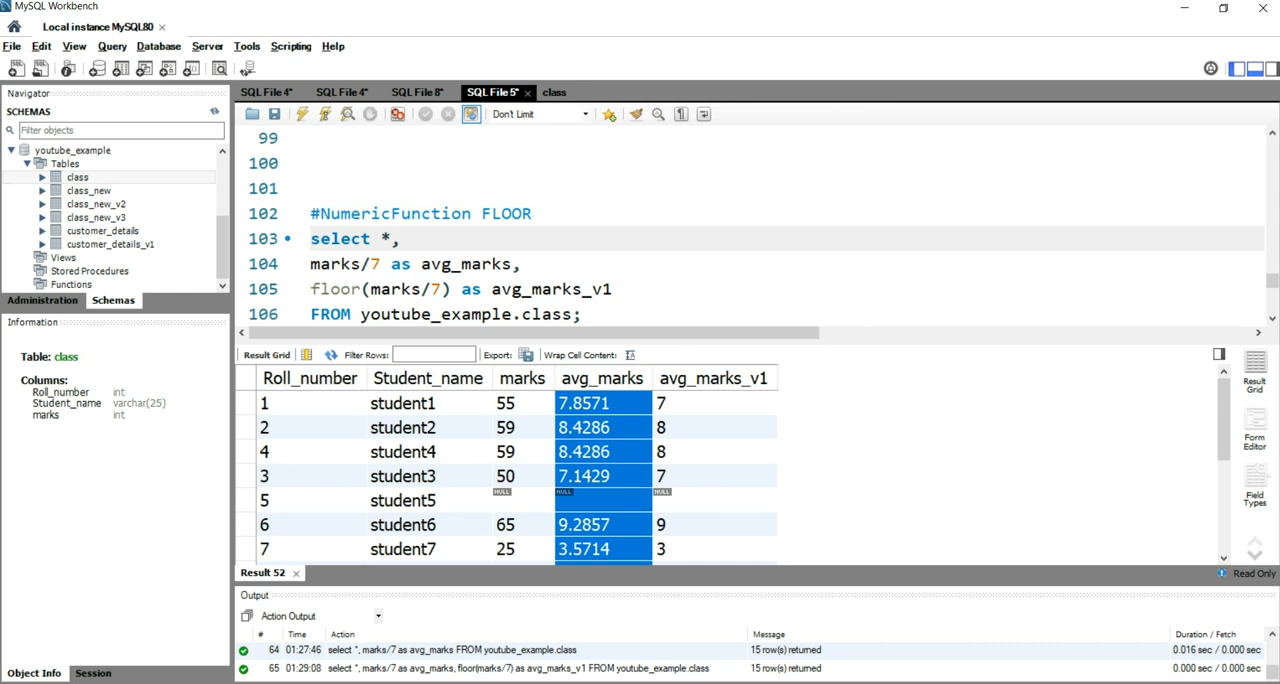 MySQL Workbench
Local instance MySQL80 ×
File Edit View Query Database Server Tools Scripting Help
Navigator
SCHEMAS
Filter objects
youtube_example
Tables
class
class_new
class_new_v2
class_new_v3
customer_details
customer_details_v1
Views
Stored Procedures
Functions
Administration Schemas
Information
Table: class
Columns:
Roll_number int
Student_name varchar(25)
marks int
Object Info Session
SQL File 4* SQL File 4* SQL File 8* SQL File 5* × class
Don't Limit
99
100
101
102 #NumericFunction FLOOR
103 select *,
104 marks/7 as avg_marks,
105 floor(marks/7) as avg_marks_v1
106 FROM youtube_example.class;
Result Grid Filter Rows: Export: Wrap Cell Content:
Roll_number Student_name marks avg_marks avg_marks_v1
1 student1 55 7.8571 7
2 student2 59 8.4286 8
4 student4 59 8.4286 8
3 student3 50 7.1429 7
5 student5 NULL NULL NULL
6 student6 65 9.2857 9
7 student7 25 3.5714 3
Result Grid
Form Editor
Field Types
Result 52 ×
Read Only
Output
Action Output
# Time Action Message Duration / Fetch
64 01:27:46 select *, marks/7 as avg_marks FROM youtube_example.class 15 row(s) returned 0.016 sec / 0.000 sec
65 01:29:08 select *, marks/7 as avg_marks, floor(marks/7) as avg_marks_v1 FROM youtube_example.class 15 row(s) returned 0.000 sec / 0.000 sec